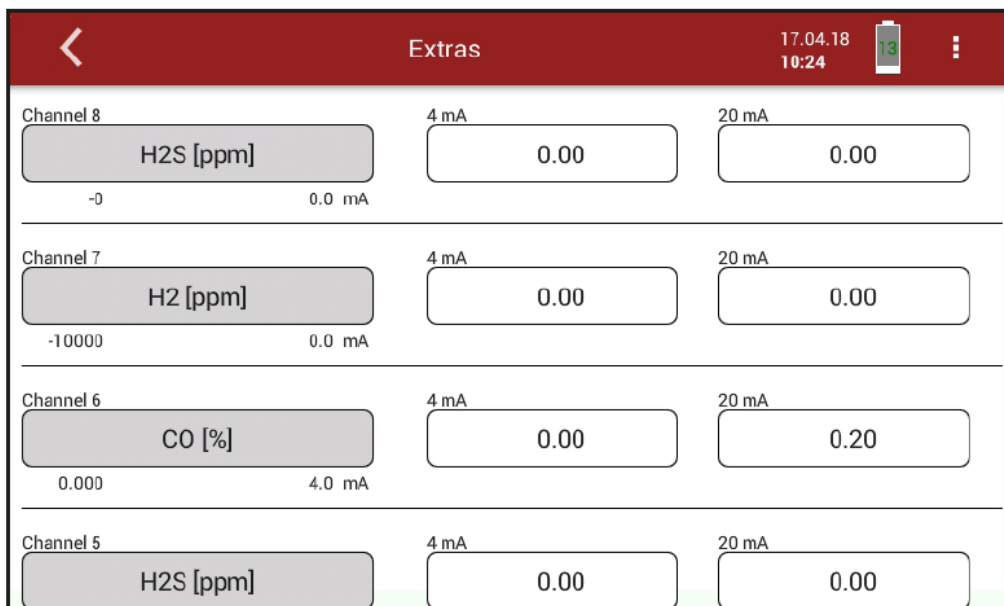 Extras 17.04.18 13
10:24
Channel 8 4 mA 20 mA
H2S [ppm] 0.00 0.00
-0 0.0 mA
Channel 7 4 mA 20 mA
H2 [ppm] 0.00 0.00
-10000 0.0 mA
Channel 6 4 mA 20 mA
CO [%] 0.00 0.20
0.000 4.0 mA
Channel 5 4 mA 20 mA
H2S [ppm] 0.00 0.00